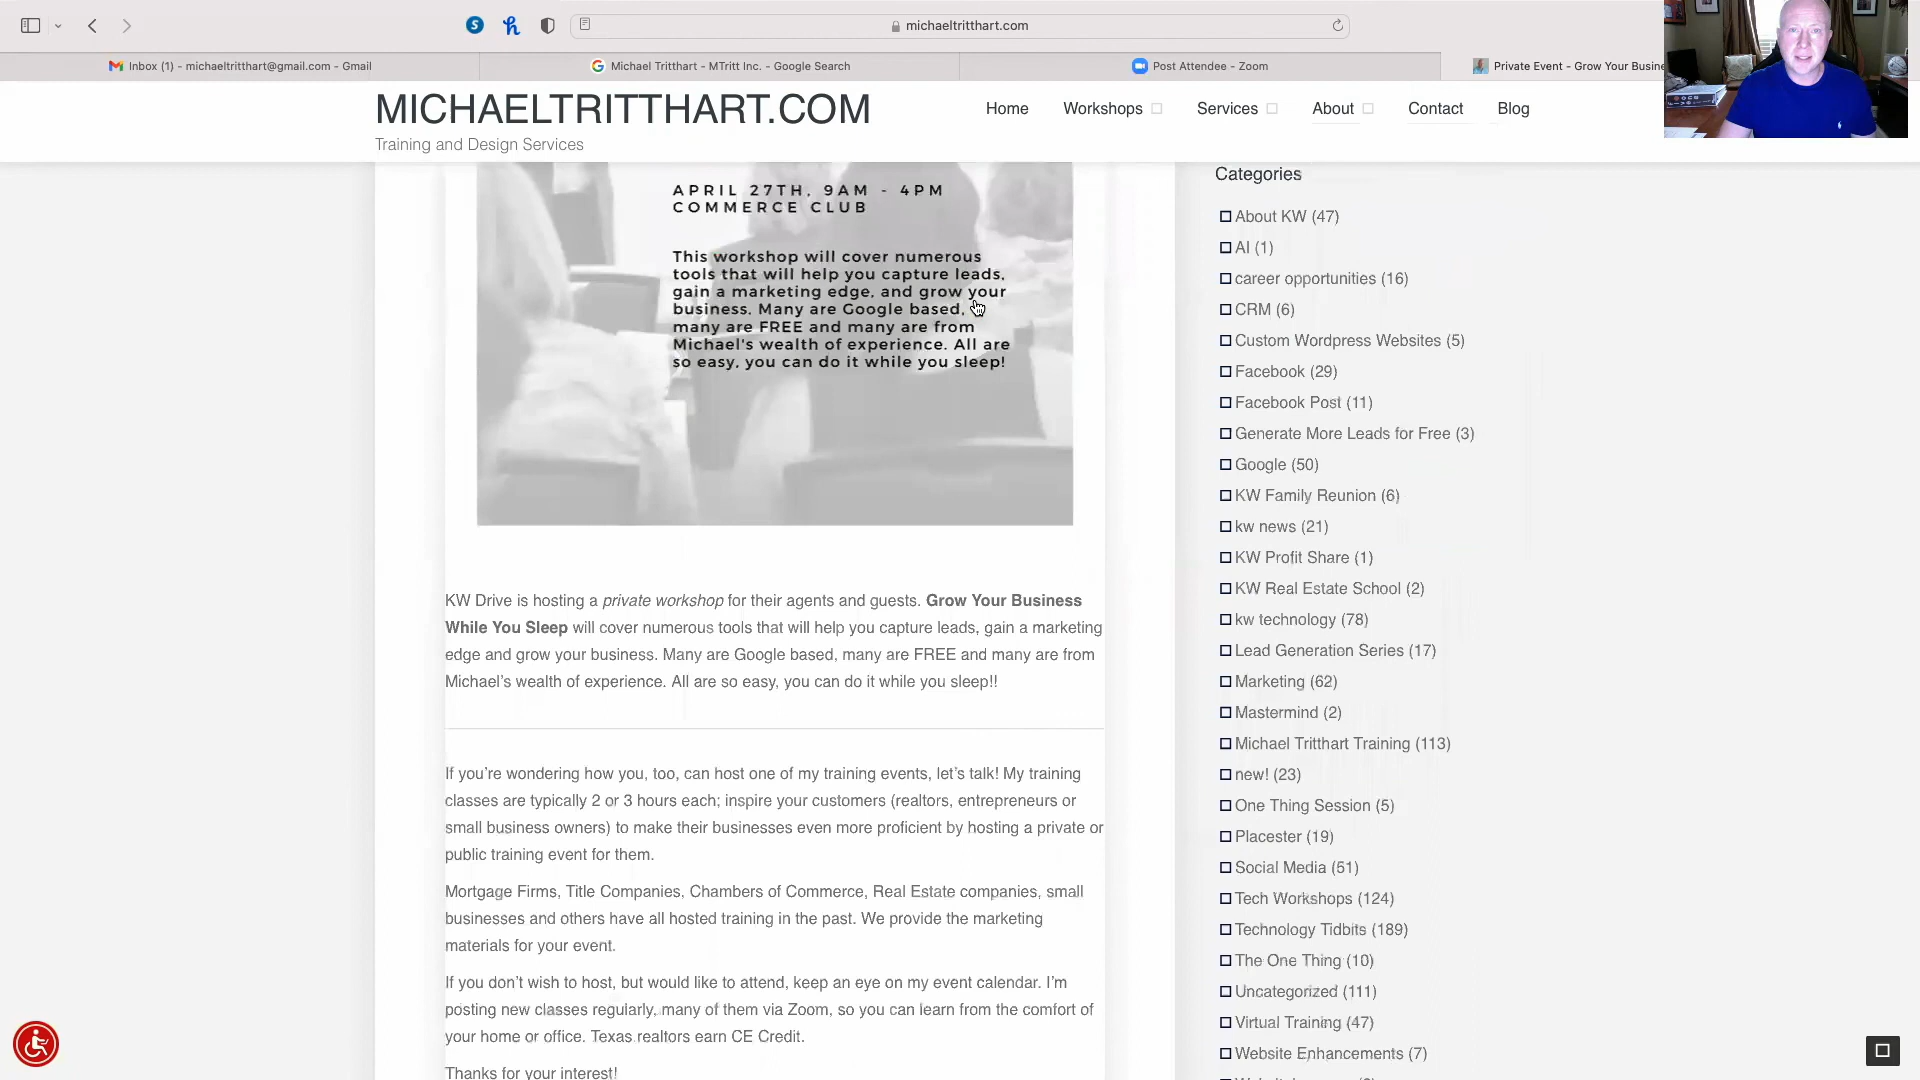 michaeltritthart.com
Inbox (1) - michaeltritthart@gmail.com - Gmail
Michael Tritthart - MTritt Inc. - Google Search
Post Attendee - Zoom
Private Event - Grow Your Busine
MICHAELTRITTHART.COM
Training and Design Services
Home
Workshops
Services
About
Contact
Blog
APRIL 27TH, 9AM - 4PM
COMMERCE CLUB
This workshop will cover numerous
tools that will help you capture leads,
gain a marketing edge, and grow your
business. Many are Google based,
many are FREE and many are from
Michael's wealth of experience. All are
so easy, you can do it while you sleep!
KW Drive is hosting a private workshop for their agents and guests. Grow Your Business
While You Sleep will cover numerous tools that will help you capture leads, gain a marketing
edge and grow your business. Many are Google based, many are FREE and many are from
Michael’s wealth of experience. All are so easy, you can do it while you sleep!!
If you’re wondering how you, too, can host one of my training events, let’s talk! My training
classes are typically 2 or 3 hours each; inspire your customers (realtors, entrepreneurs or
small business owners) to make their businesses even more proficient by hosting a private or
public training event for them.
Mortgage Firms, Title Companies, Chambers of Commerce, Real Estate companies, small
businesses and others have all hosted training in the past. We provide the marketing
materials for your event.
If you don’t wish to host, but would like to attend, keep an eye on my event calendar. I’m
posting new classes regularly, many of them via Zoom, so you can learn from the comfort of
your home or office. Texas realtors earn CE Credit.
Thanks for your interest!
Categories
About KW (47)
AI (1)
career opportunities (16)
CRM (6)
Custom Wordpress Websites (5)
Facebook (29)
Facebook Post (11)
Generate More Leads for Free (3)
Google (50)
KW Family Reunion (6)
kw news (21)
KW Profit Share (1)
KW Real Estate School (2)
kw technology (78)
Lead Generation Series (17)
Marketing (62)
Mastermind (2)
Michael Tritthart Training (113)
new! (23)
One Thing Session (5)
Placester (19)
Social Media (51)
Tech Workshops (124)
Technology Tidbits (189)
The One Thing (10)
Uncategorized (111)
Virtual Training (47)
Website Enhancements (7)